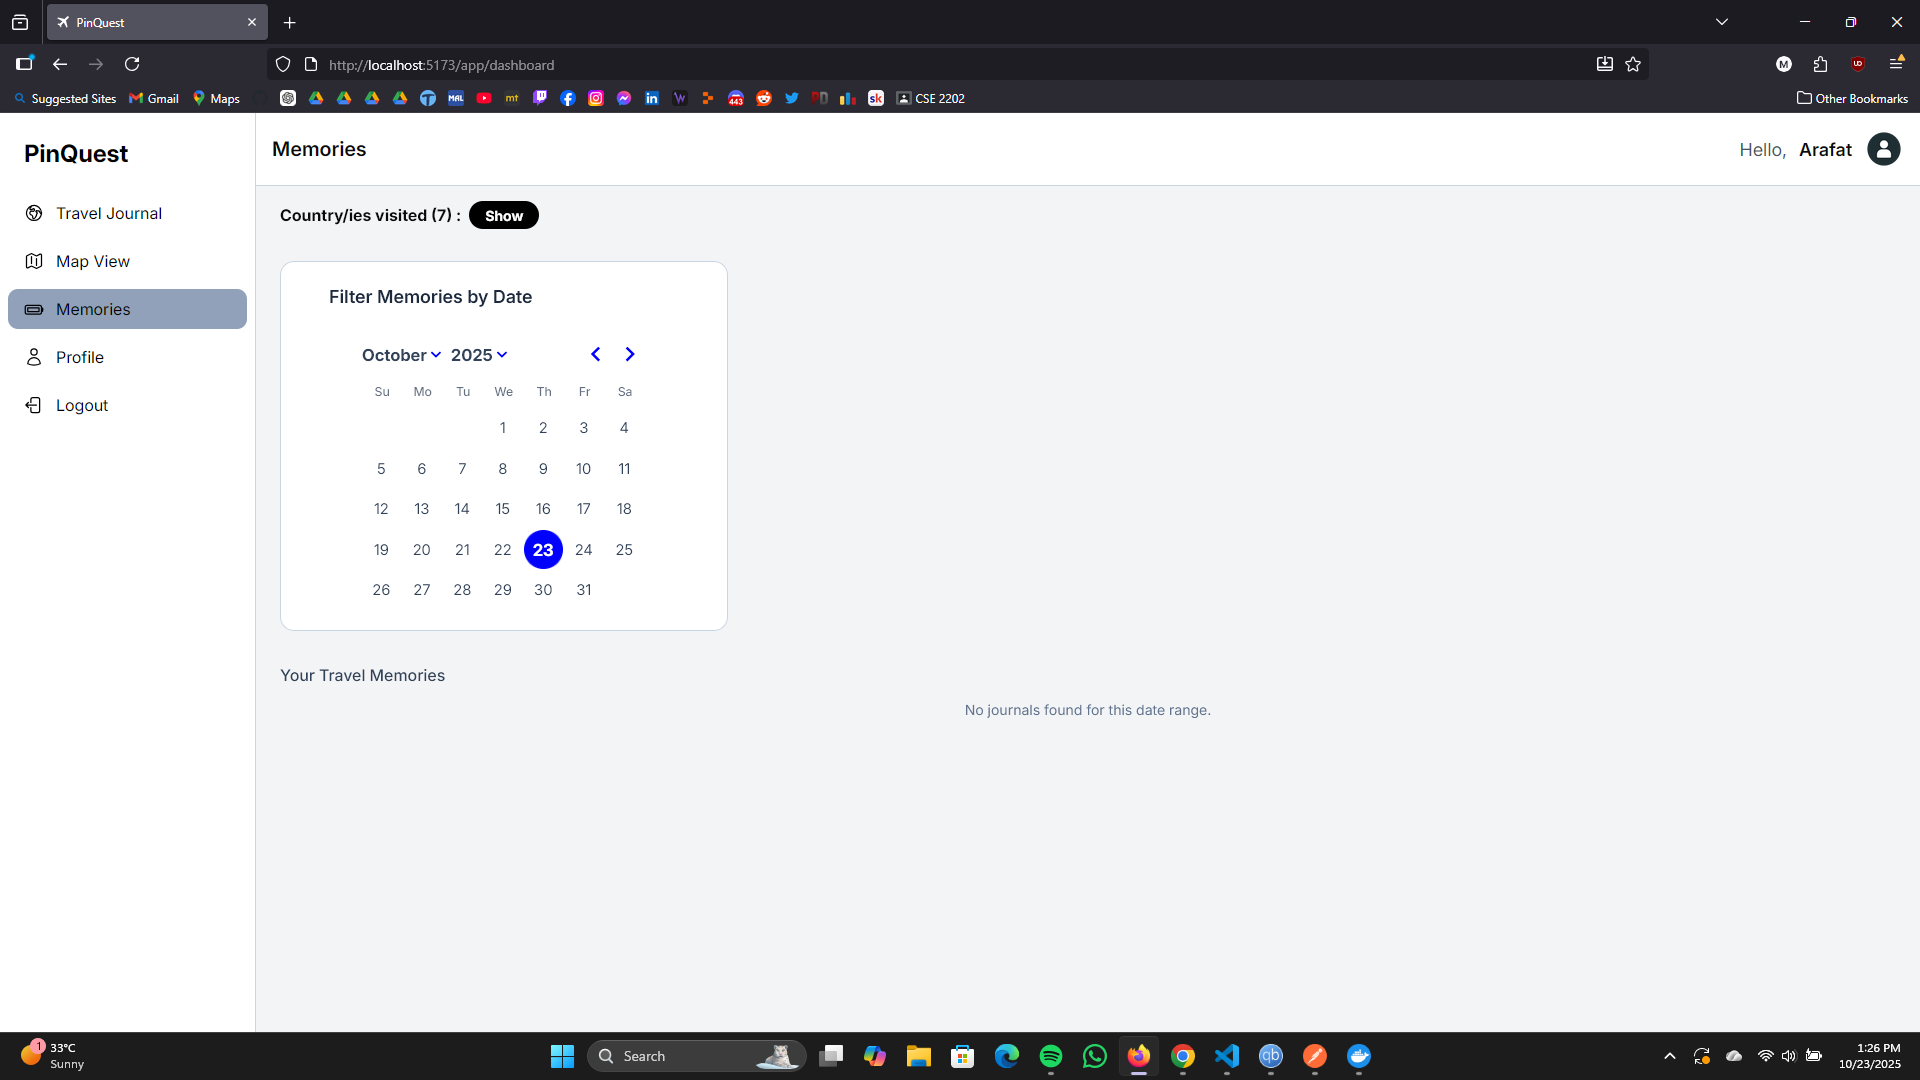 PinQuest
http://localhost:5173/app/dashboard
Suggested Sites Gmail Maps CSE 2202 Other Bookmarks
PinQuest
Travel Journal
Map View
Memories
Profile
Logout
Memories
Hello, Arafat
Country/ies visited (7) : Show
Filter Memories by Date
October 2025
Su Mo Tu We Th Fr Sa
1 2 3 4
5 6 7 8 9 10 11
12 13 14 15 16 17 18
19 20 21 22 23 24 25
26 27 28 29 30 31
Your Travel Memories
No journals found for this date range.
1
33°C
Sunny
Search
1:26 PM
10/23/2025